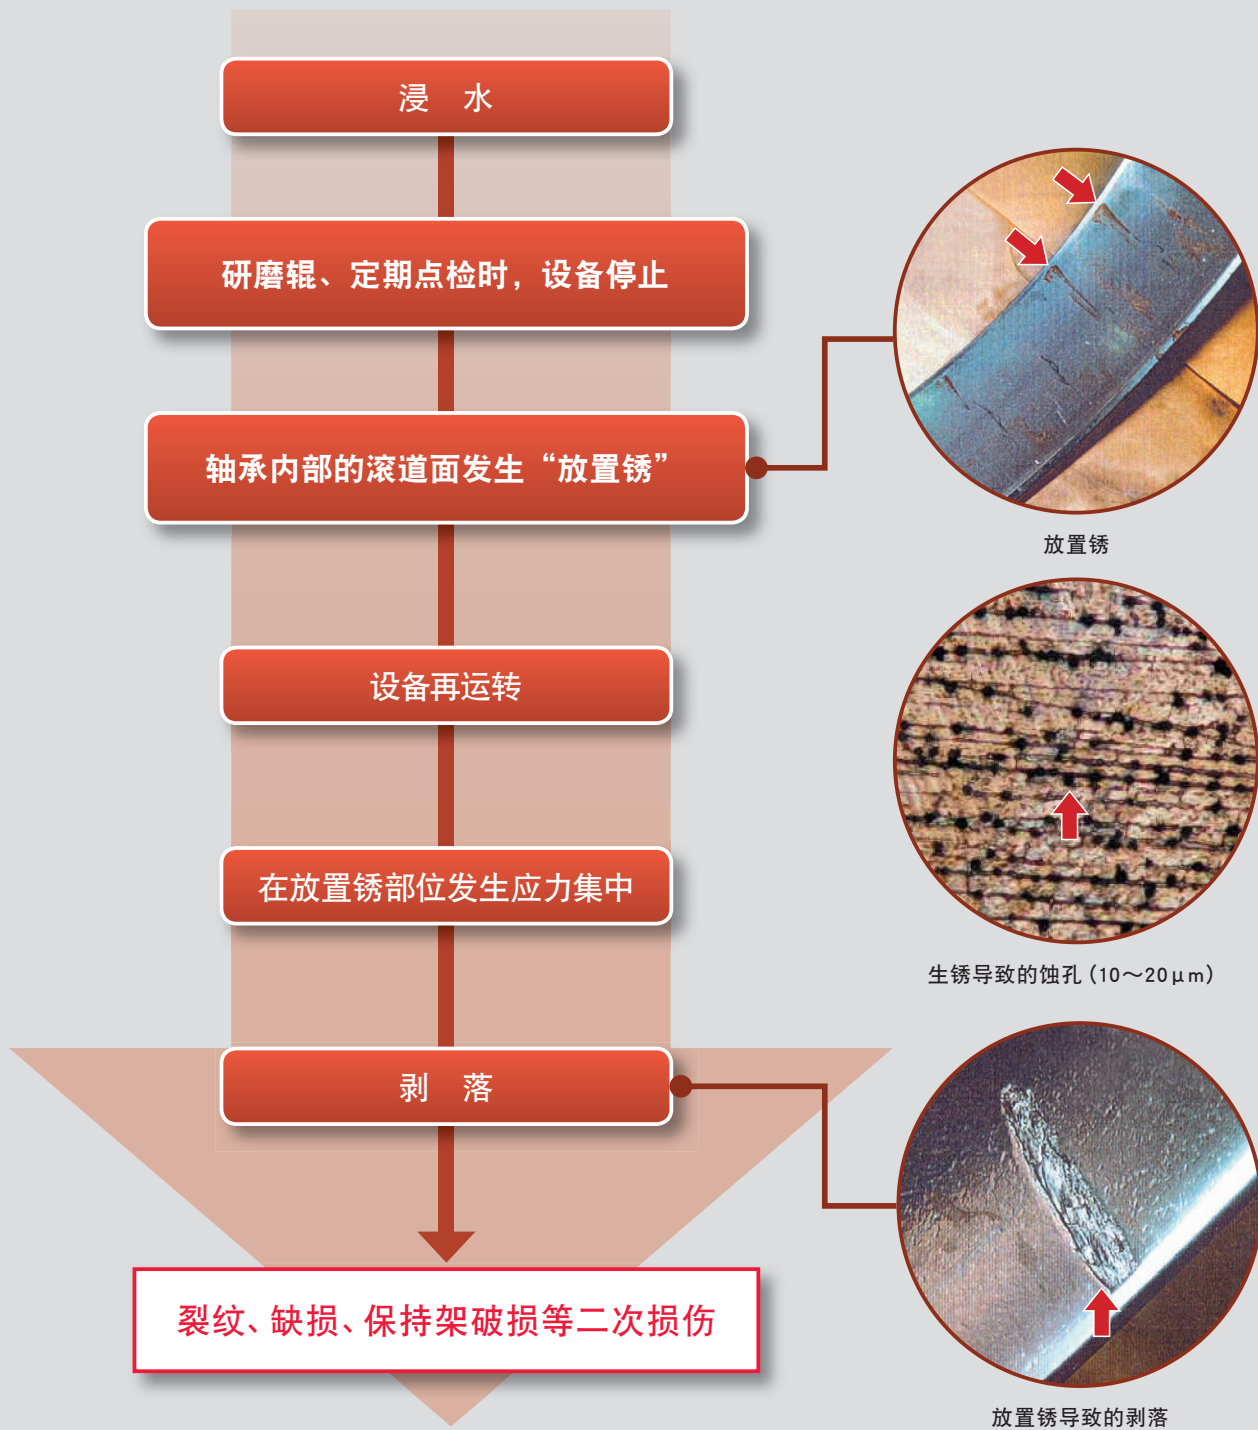 浸　水
研磨辊、定期点检时，设备停止
轴承内部的滚道面发生“放置锈”
放置锈
设备再运转
在放置锈部位发生应力集中
生锈导致的蚀孔（10～20μm）
剥　落
裂纹、缺损、保持架破损等二次损伤
放置锈导致的剥落